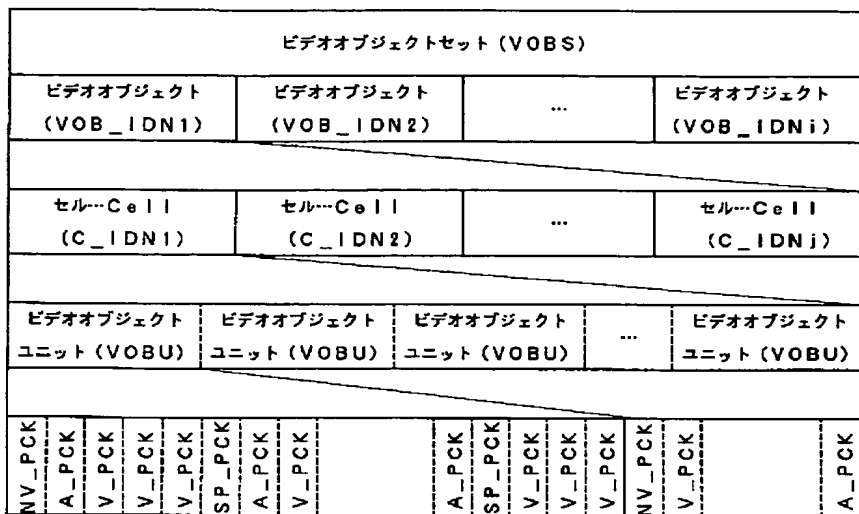 ビデオオブジェクトセット(VOBS)
ビデオオブジェクト
(VOB_IDN1)
ビデオオブジェクト
(VOB_IDN2)
…
ビデオオブジェクト
(VOB_IDNi)
セル…Cell
(C_IDN1)
セル…Cell
(C_IDN2)
…
セル…Cell
(C_IDNj)
ビデオオブジェクト
ユニット(VOBU)
ビデオオブジェクト
ユニット(VOBU)
ビデオオブジェクト
ユニット(VOBU)
…
ビデオオブジェクト
ユニット(VOBU)
NV_PCK
A_PCK
V_PCK
V_PCK
V_PCK
SP_PCK
A_PCK
V_PCK
A_PCK
SP_PCK
V_PCK
V_PCK
V_PCK
NV_PCK
V_PCK
A_PCK